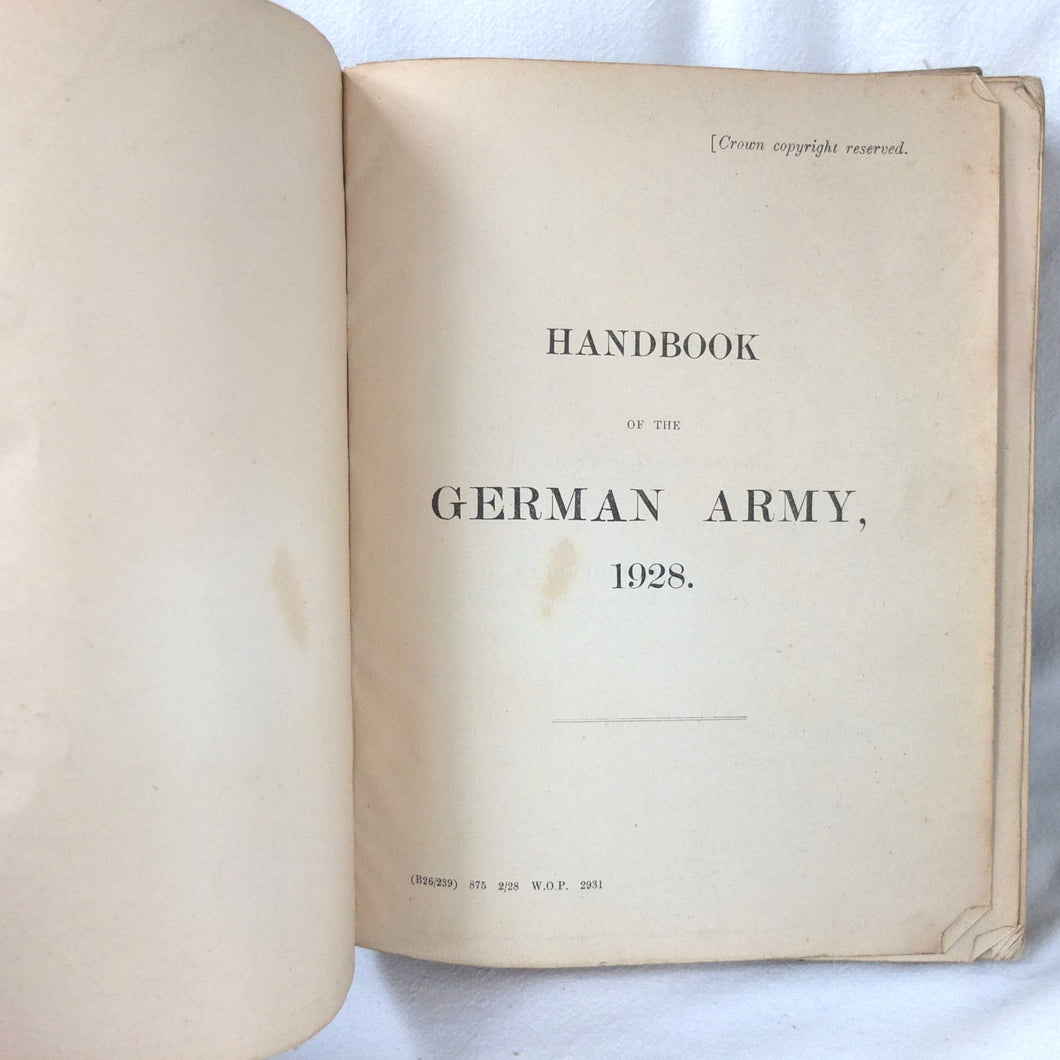 [Crown copyright reserved.
HANDBOOK
OF THE
GERMAN ARMY,
1928.
(B26/239) 875 2/28 W.O.P. 2931